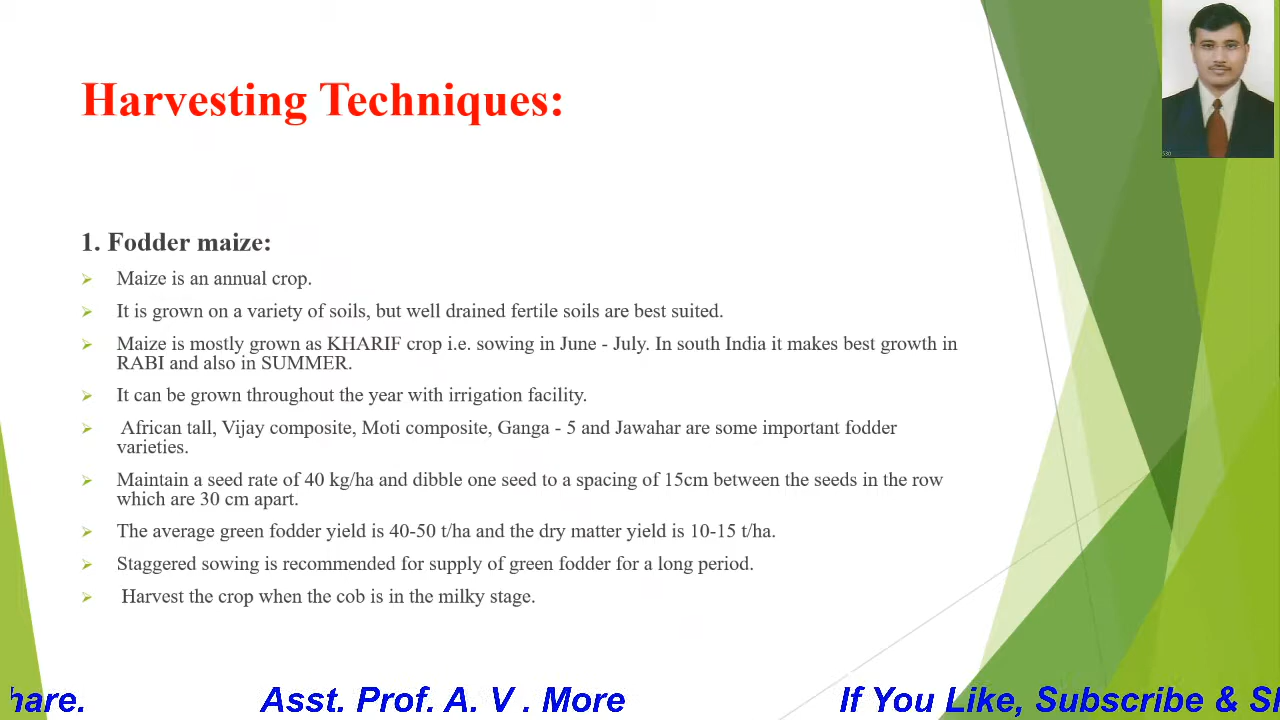 Harvesting Techniques:
1. Fodder maize:
Maize is an annual crop.
It is grown on a variety of soils, but well drained fertile soils are best suited.
Maize is mostly grown as KHARIF crop i.e. sowing in June - July. In south India it makes best growth in
RABI and also in SUMMER.
It can be grown throughout the year with irrigation facility.
African tall, Vijay composite, Moti composite, Ganga - 5 and Jawahar are some important fodder
varieties.
Maintain a seed rate of 40 kg/ha and dibble one seed to a spacing of 15cm between the seeds in the row
which are 30 cm apart.
The average green fodder yield is 40-50 t/ha and the dry matter yield is 10-15 t/ha.
Staggered sowing is recommended for supply of green fodder for a long period.
Harvest the crop when the cob is in the milky stage.
hare. Asst. Prof. A. V . More If You Like, Subscribe & Sh